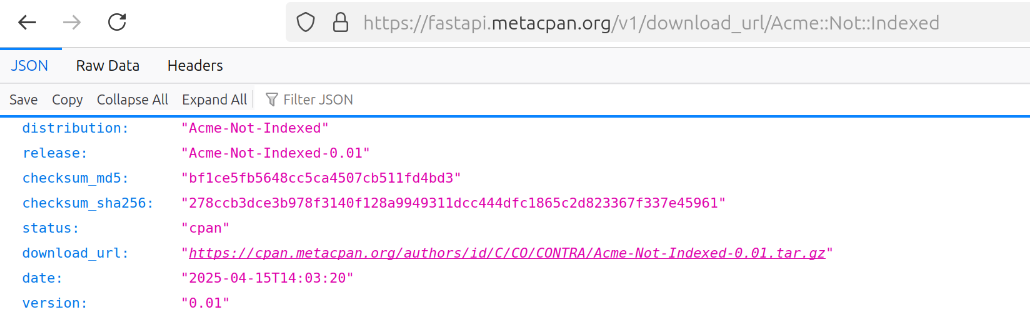 https://fastapi.metacpan.org/v1/download_url/Acme::Not::Indexed
JSON Raw Data Headers
Save Copy Collapse All Expand All Filter JSON
distribution: "Acme-Not-Indexed"
release: "Acme-Not-Indexed-0.01"
checksum_md5: "bf1ce5fb5648cc5ca4507cb511fd4bd3"
checksum_sha256: "278ccb3dce3b978f3140f128a9949311dcc444dfc1865c2d823367f337e45961"
status: "cpan"
download_url: "https://cpan.metacpan.org/authors/id/C/CO/CONTRA/Acme-Not-Indexed-0.01.tar.gz"
date: "2025-04-15T14:03:20"
version: "0.01"